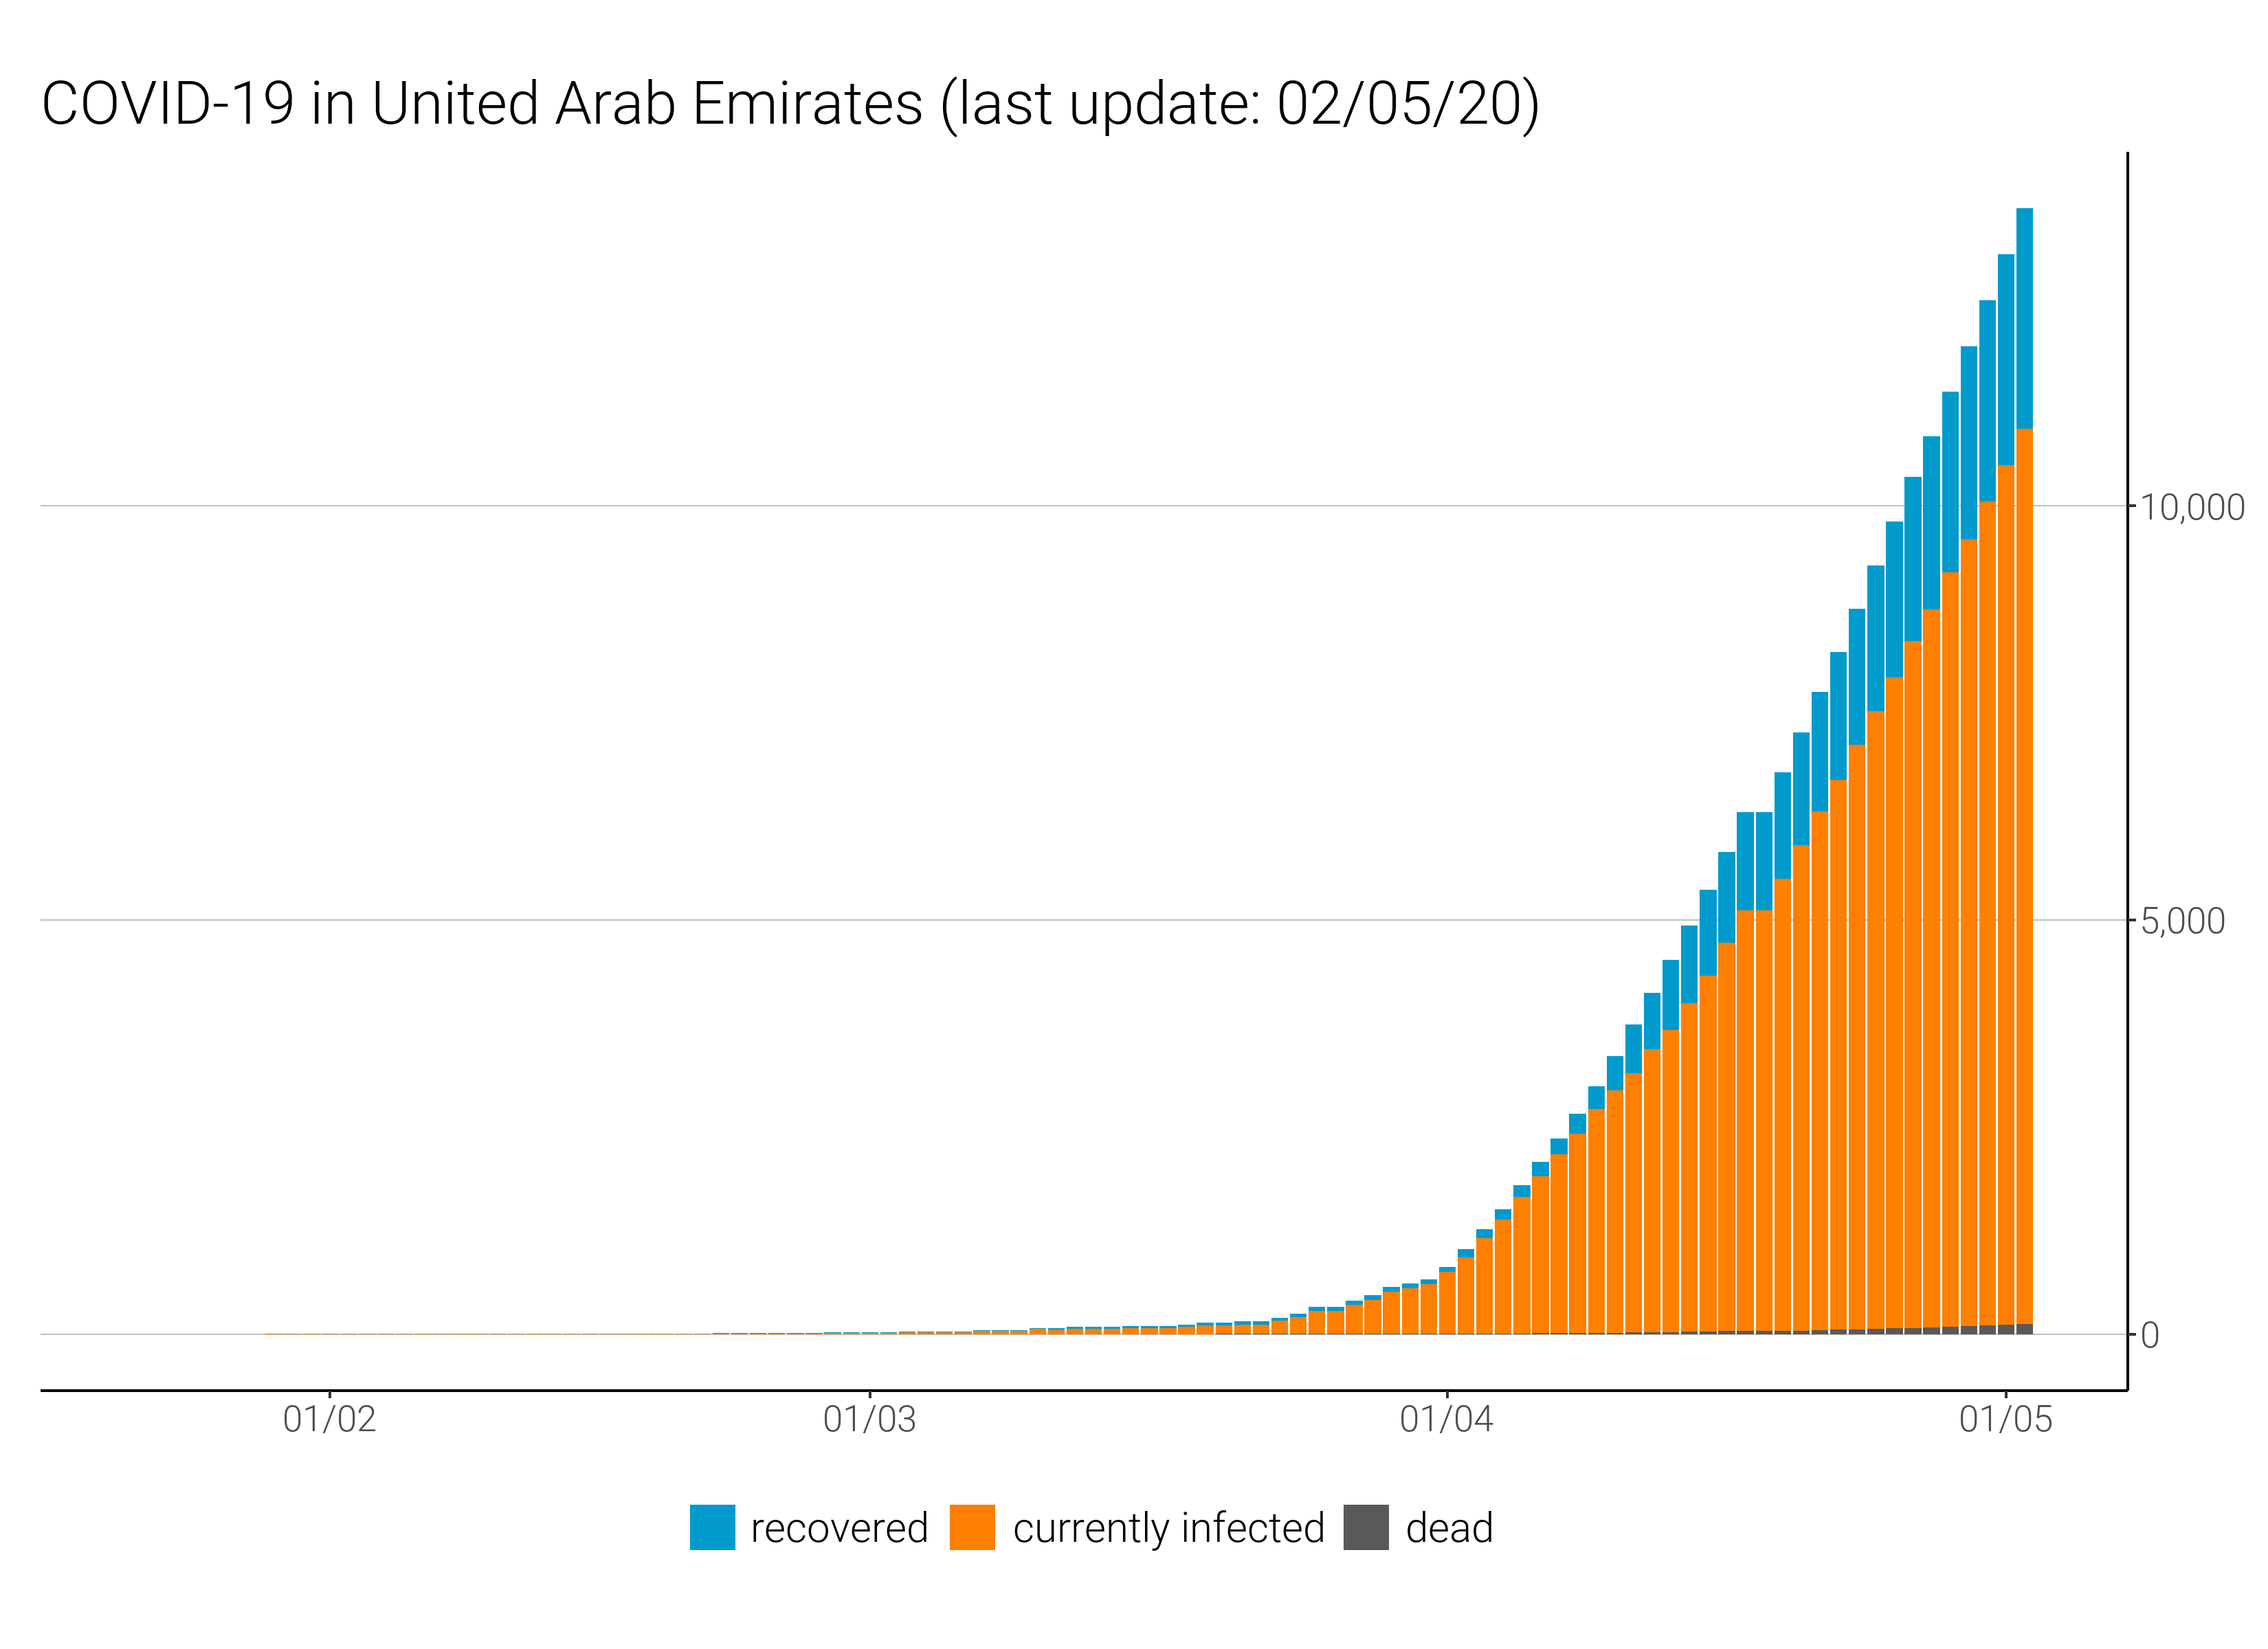 COVID-19 in United Arab Emirates (last update: 02/05/20)
10,000
5,000
0
01/02 01/03 01/04 01/05
recovered currently infected dead